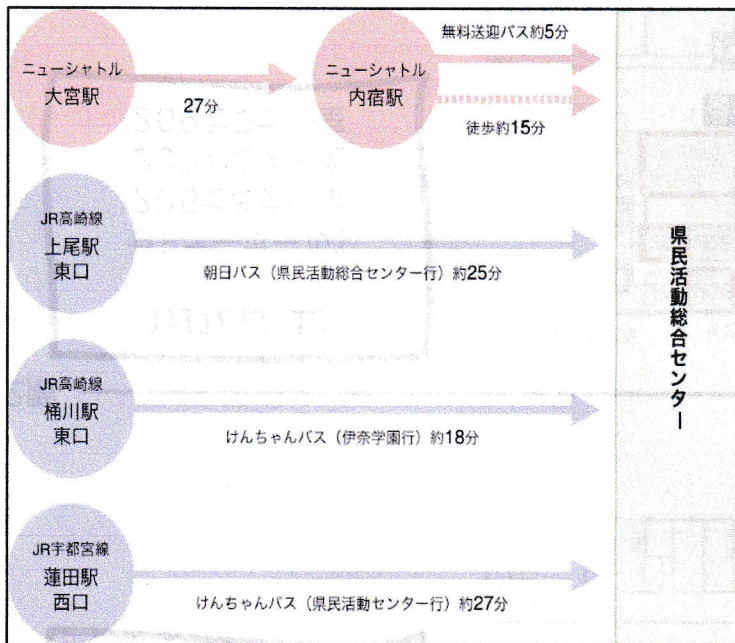 無料送迎バス約5分
ニューシャトル
大宮駅
27分
ニューシャトル
内宿駅
徒歩約15分
JR高崎線
上尾駅
東口
朝日バス(県民活動総合センター行)約25分
JR高崎線
桶川駅
東口
けんちゃんバス(伊奈学園行)約18分
JR宇都宮線
蓮田駅
西口
けんちゃんバス(県民活動センター行)約27分
県民活動総合センター